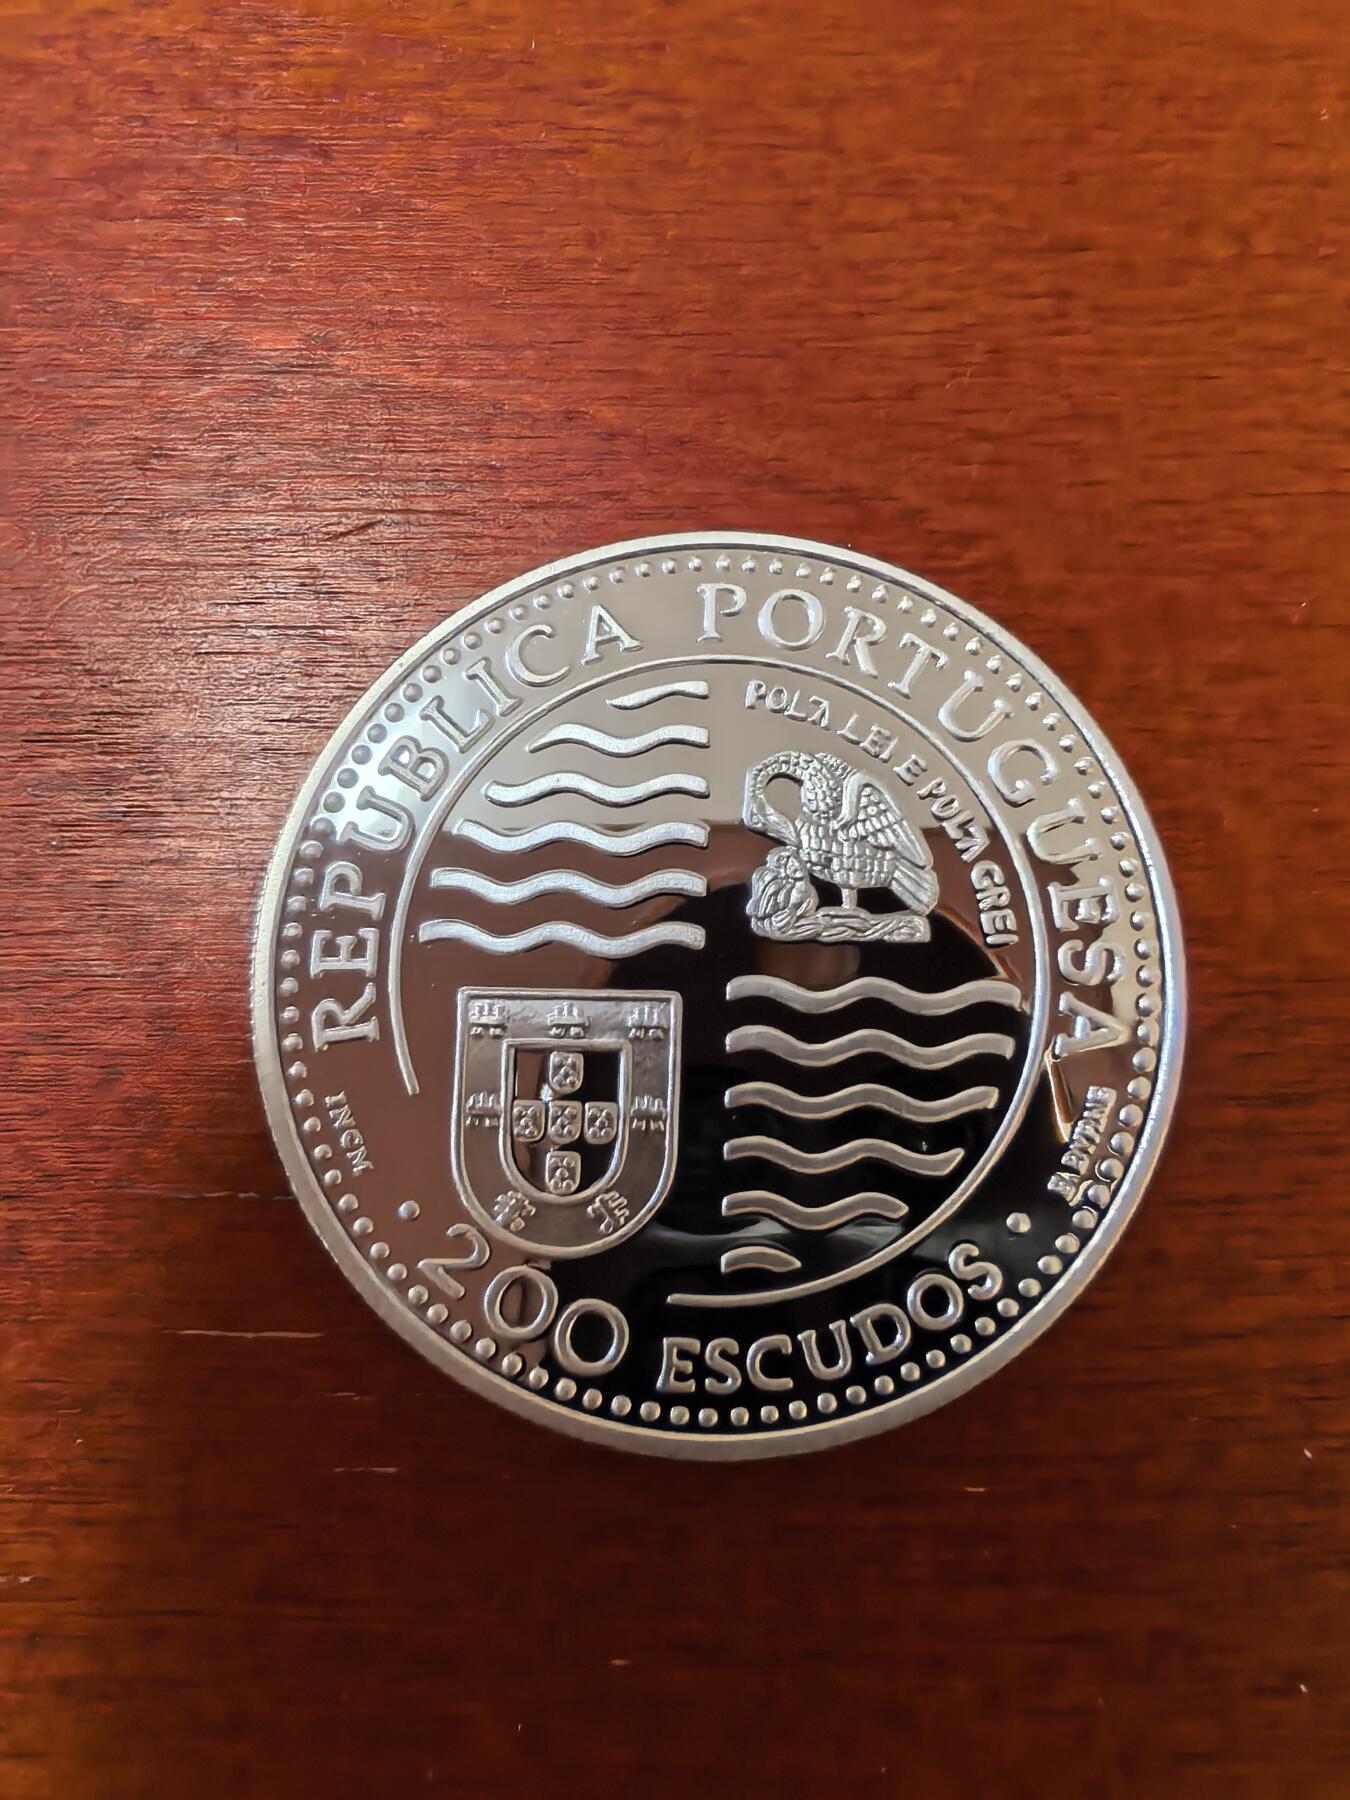 REPUBLICA PORTUGUESA
POLA LEI E POLA GREI
INCM
200 ESCUDOS